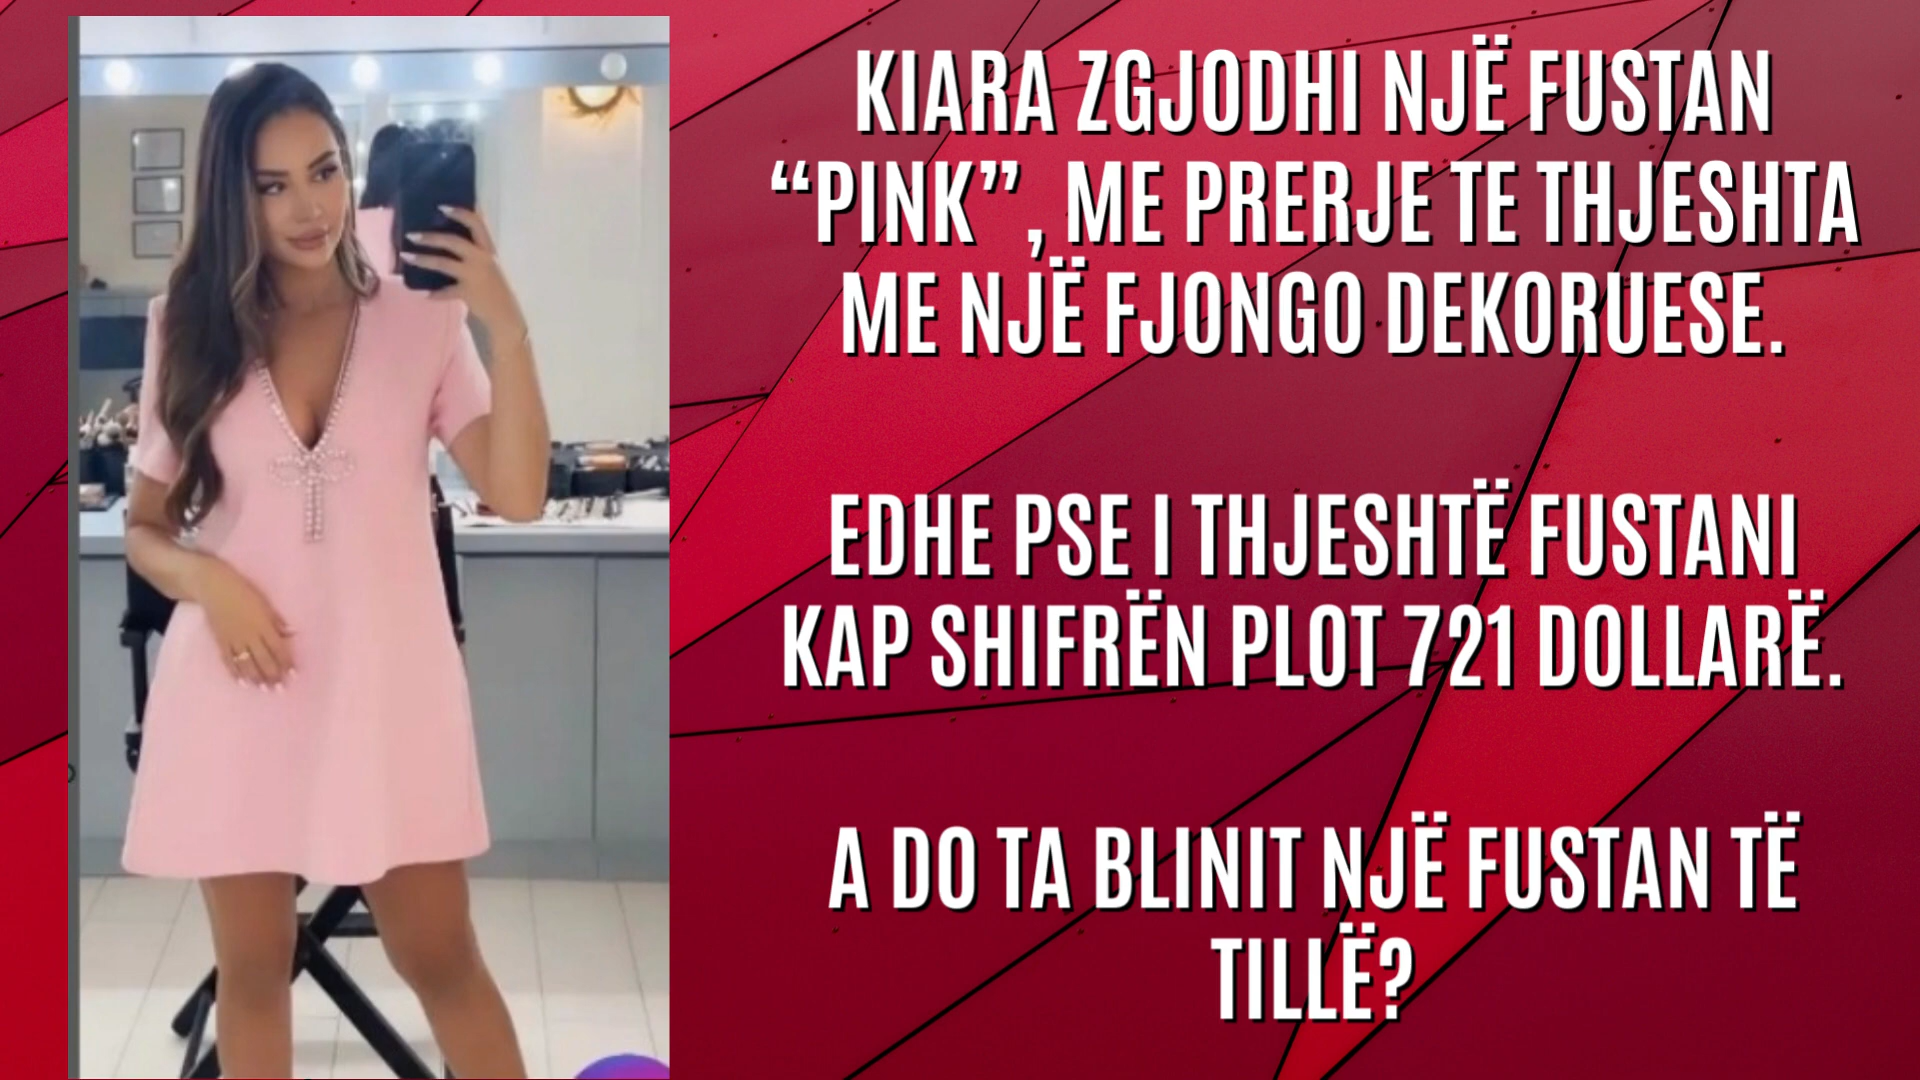 KIARA ZGJODHI NJË FUSTAN
“PINK”, ME PRERJE TE THJESHTA
ME NJË FJONGO DEKORUESE.
EDHE PSE I THJESHTË FUSTANI
KAP SHIFRËN PLOT 721 DOLLARË.
A DO TA BLINIT NJË FUSTAN TË
TILLË?